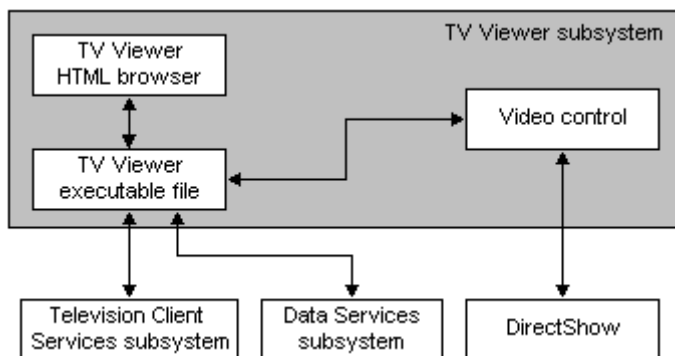 TV Viewer subsystem
TV Viewer
HTML browser
Video control
TV Viewer
executable file
Television Client
Services subsystem
Data Services
subsystem
DirectShow